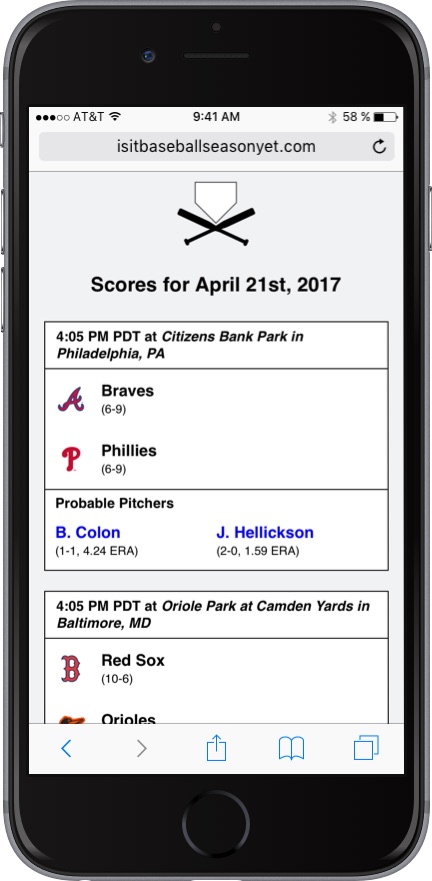 AT&T 9:41 AM 58 %
isitbaseballseasonyet.com
Scores for April 21st, 2017
4:05 PM PDT at Citizens Bank Park in
Philadelphia, PA
Braves
(6-9)
Phillies
(6-9)
Probable Pitchers
B. Colon J. Hellickson
(1-1, 4.24 ERA) (2-0, 1.59 ERA)
4:05 PM PDT at Oriole Park at Camden Yards in
Baltimore, MD
B Red Sox
(10-6)
Orioles